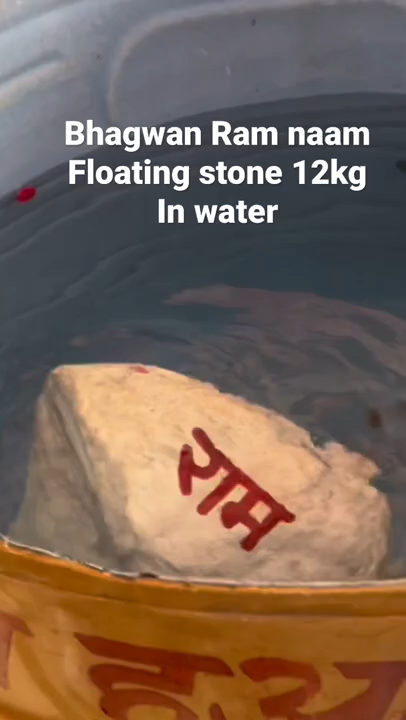 Bhagwan Ram naam
Floating stone 12kg
In water
राम